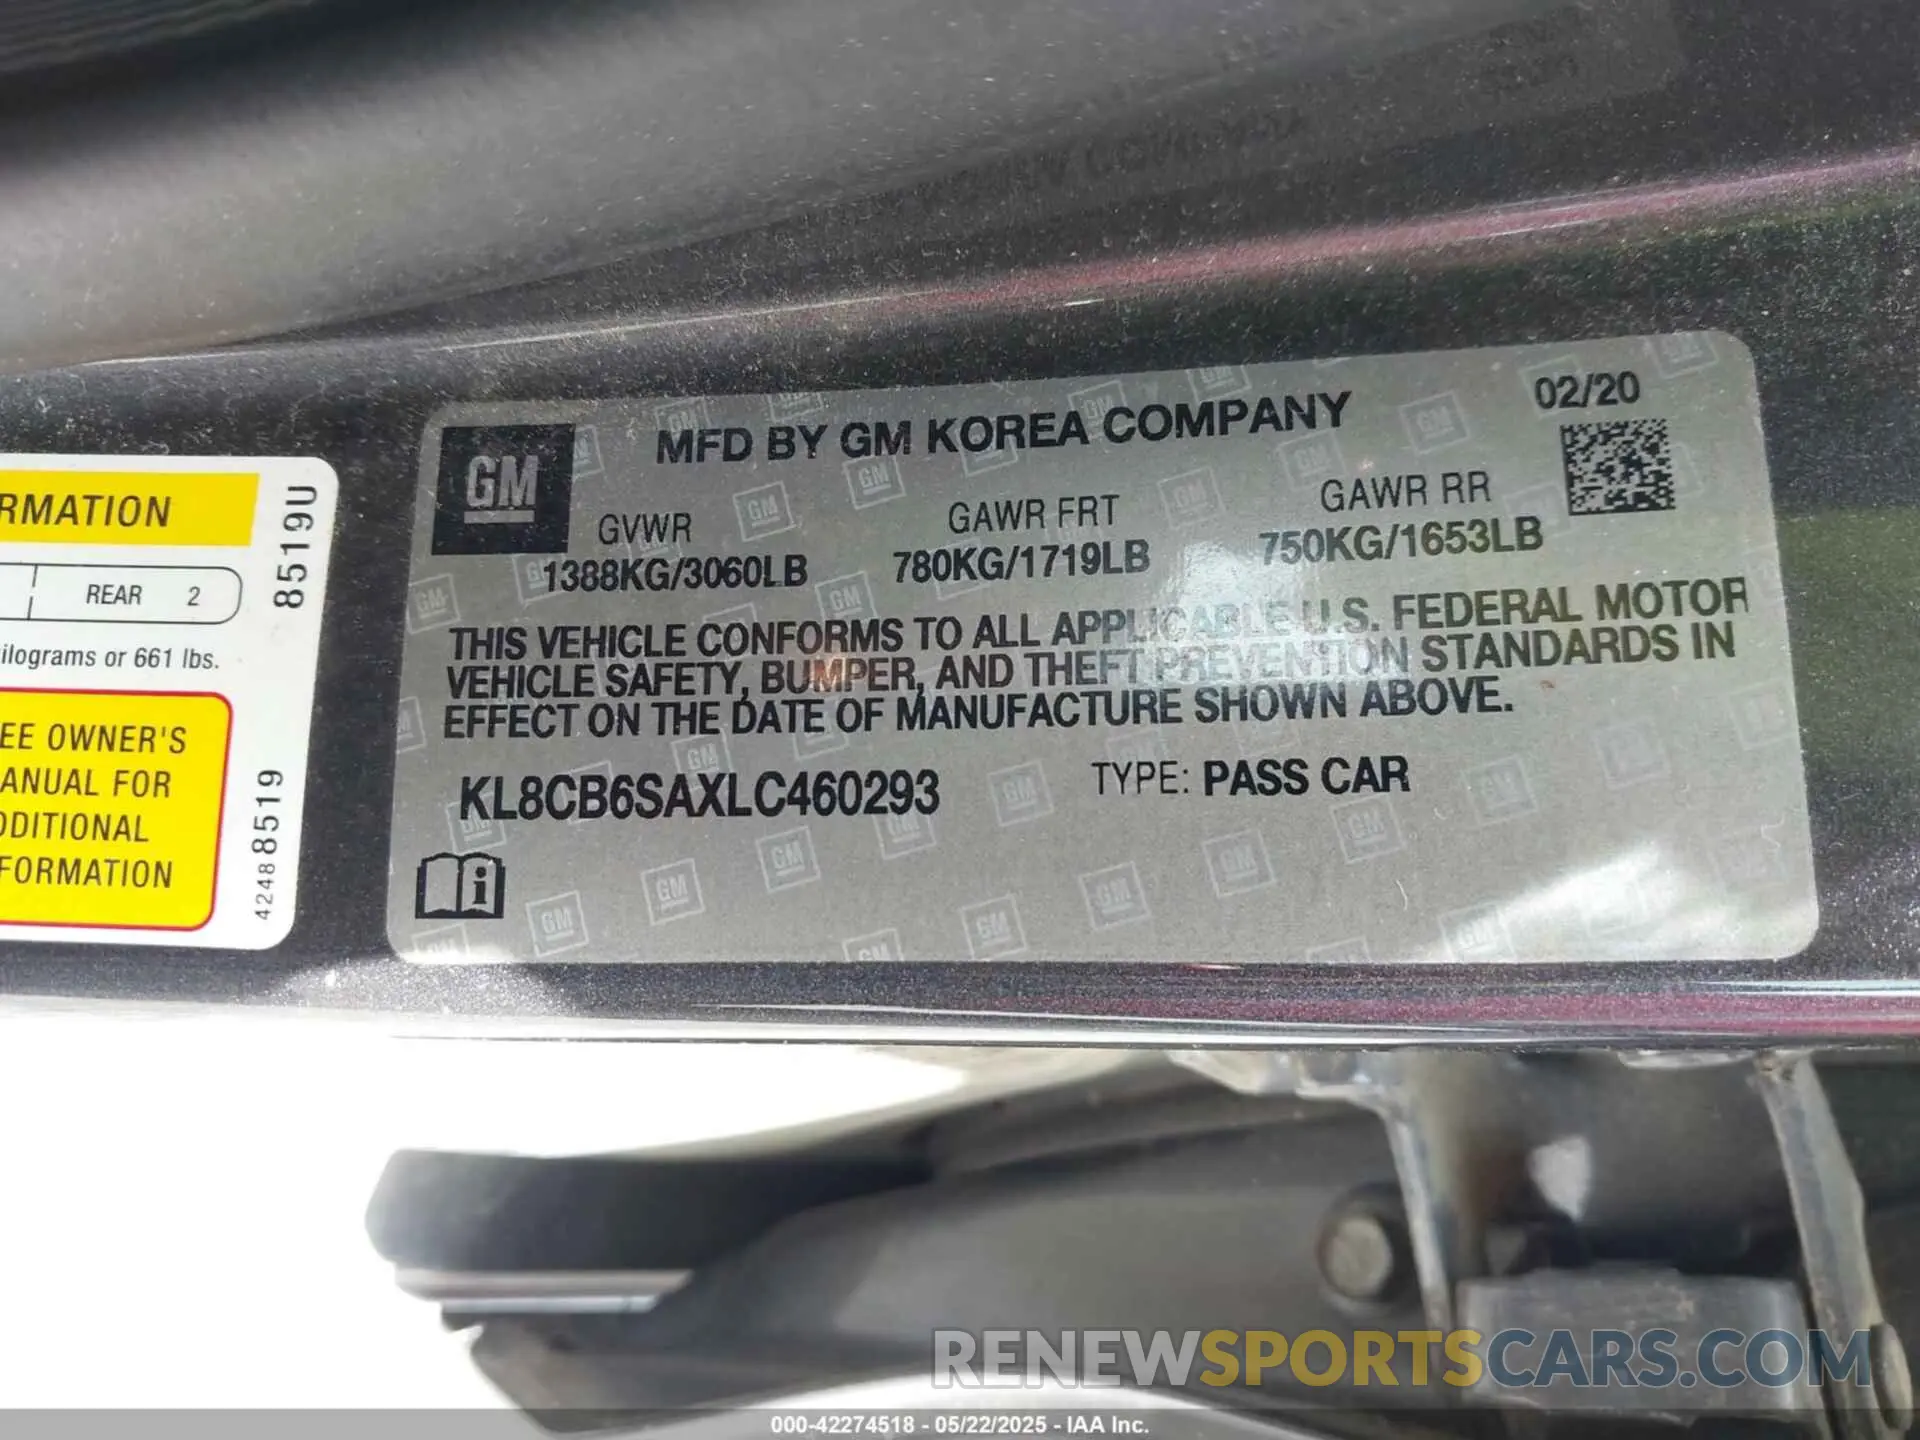 RMATION
REAR 2
ilograms or 661 lbs.
EE OWNER'S
ANUAL FOR
DDITIONAL
FORMATION
8519U
42488519
GM
MFD BY GM KOREA COMPANY
02/20
GVWR
1388KG/3060LB
GAWR FRT
780KG/1719LB
GAWR RR
750KG/1653LB
THIS VEHICLE CONFORMS TO ALL APPLICABLE U.S. FEDERAL MOTOR
VEHICLE SAFETY, BUMPER, AND THEFT PREVENTION STANDARDS IN
EFFECT ON THE DATE OF MANUFACTURE SHOWN ABOVE.
KL8CB6SAXLC460293
TYPE: PASS CAR
RENEWSPORTSCARS.COM
000-42274518 - 05/22/2025 - IAA Inc.